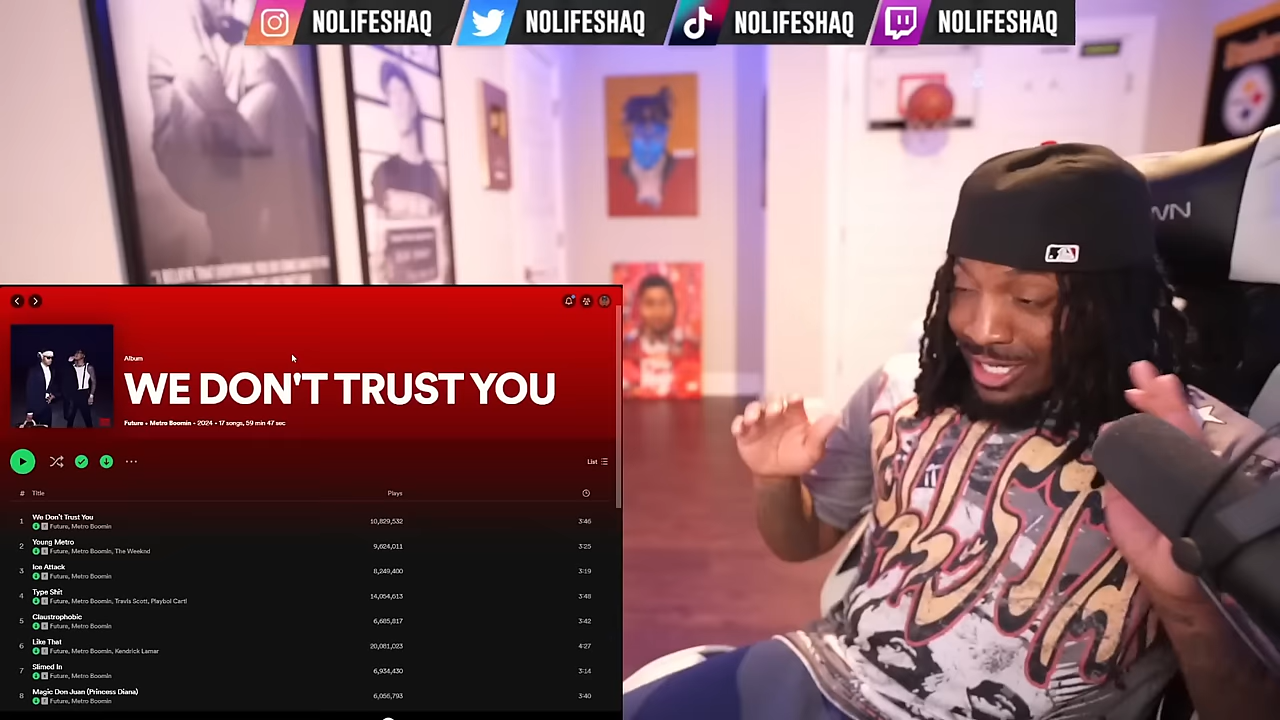 NOLIFESHAQ NOLIFESHAQ NOLIFESHAQ NOLIFESHAQ
WN
Album
WE DON'T TRUST YOU
Future • Metro Boomin • 2024 • 17 songs, 59 min 47 sec
List
# Title Plays
1 We Don't Trust You 10,829,532 3:46
Future, Metro Boomin
2 Young Metro 9,624,011 3:25
Future, Metro Boomin, The Weeknd
3 Ice Attack 8,249,400 3:19
Future, Metro Boomin
4 Type Shit 14,054,613 3:48
Future, Metro Boomin, Travis Scott, Playboi Carti
5 Claustrophobic 6,685,817 3:42
Future, Metro Boomin
6 Like That 20,061,023 4:27
Future, Metro Boomin, Kendrick Lamar
7 Slimed In 6,934,430 3:14
Future, Metro Boomin
8 Magic Don Juan (Princess Diana) 6,056,793 3:40
Future, Metro Boomin